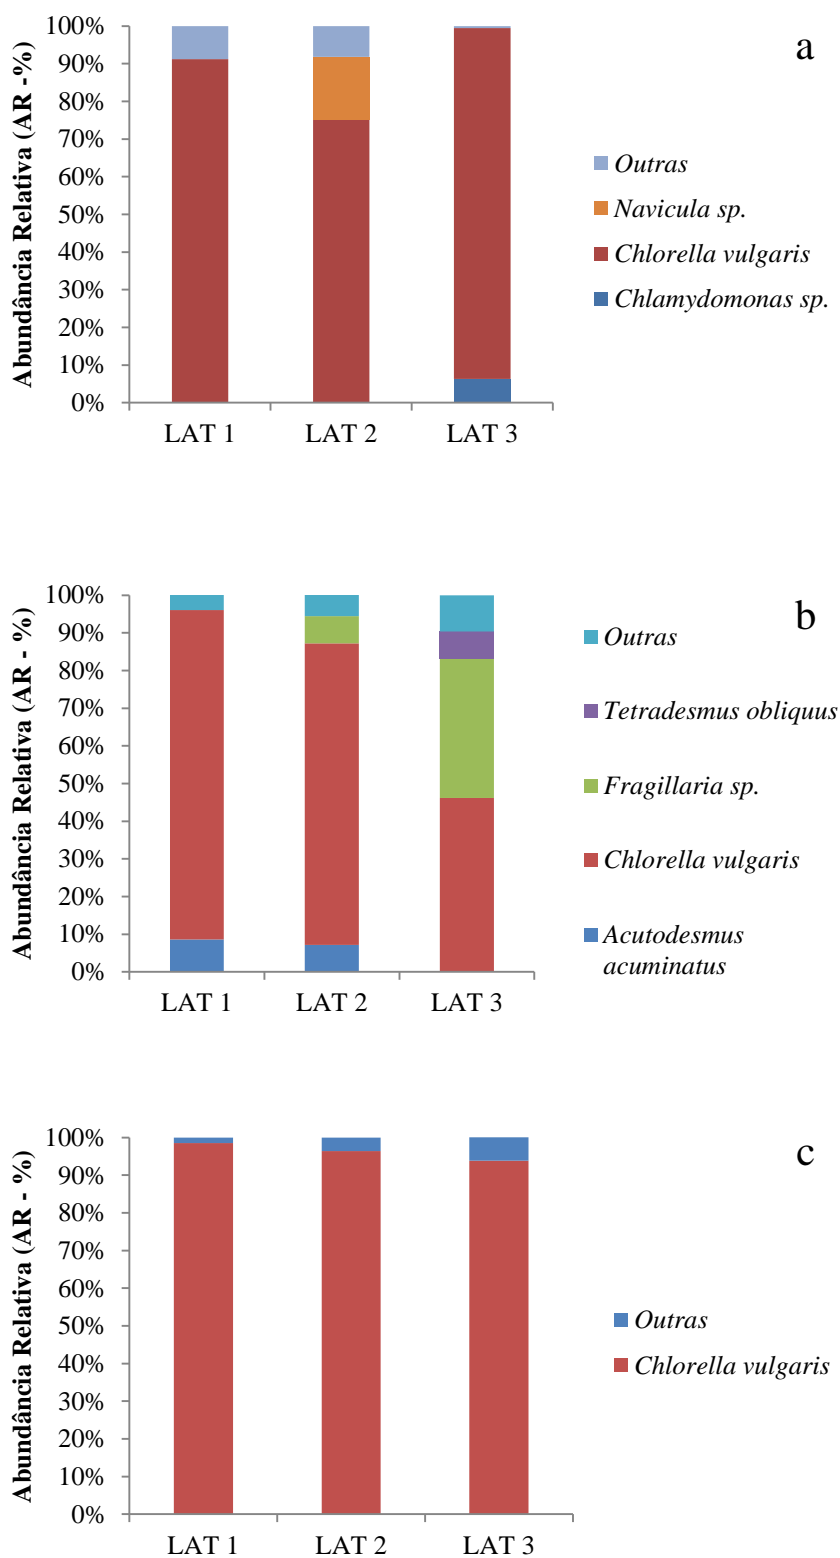 a
Abundância Relativa (AR -%)
100%
90%
80%
70%
60%
50%
40%
30%
20%
10%
0%
LAT 1
LAT 2
LAT 3
Outras
Navicula sp.
Chlorella vulgaris
Chlamydomonas sp.
b
Abundância Relativa (AR - %)
100%
90%
80%
70%
60%
50%
40%
30%
20%
10%
0%
LAT 1
LAT 2
LAT 3
Outras
Tetradesmus obliquus
Fragillaria sp.
Chlorella vulgaris
Acutodesmus
acuminatus
c
Abundância Relativa (AR - %)
100%
90%
80%
70%
60%
50%
40%
30%
20%
10%
0%
LAT 1
LAT 2
LAT 3
Outras
Chlorella vulgaris